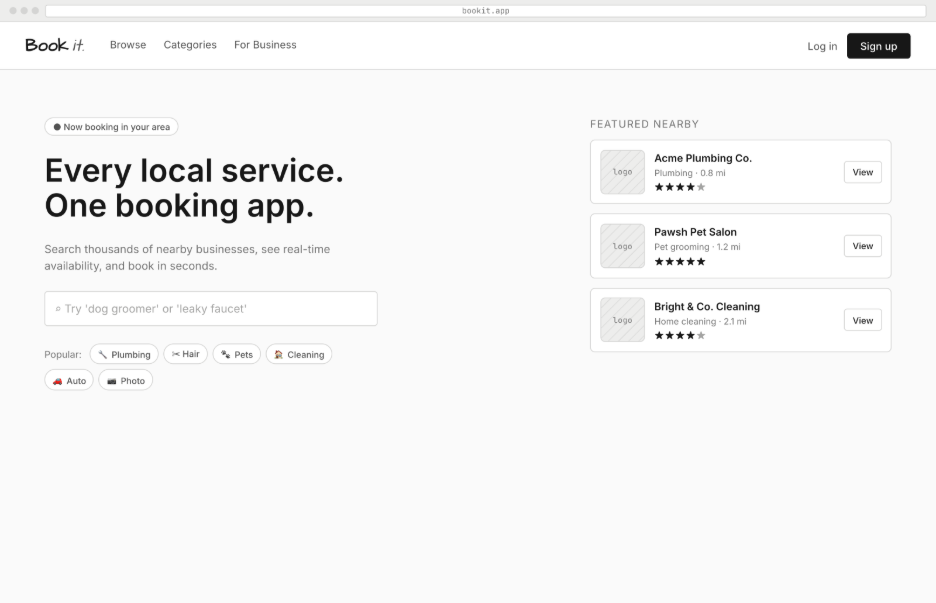 bookit.app
Book it.
Browse
Categories
For Business
Log in
Sign up
Now booking in your area
Every local service.
One booking app.
Search thousands of nearby businesses, see real-time
availability, and book in seconds.
Try 'dog groomer' or 'leaky faucet'
Popular:
Plumbing
Hair
Pets
Cleaning
Auto
Photo
FEATURED NEARBY
logo
Acme Plumbing Co.
Plumbing · 0.8 mi
★★★★★
View
logo
Pawsh Pet Salon
Pet grooming · 1.2 mi
★★★★★
View
logo
Bright & Co. Cleaning
Home cleaning · 2.1 mi
★★★★★
View